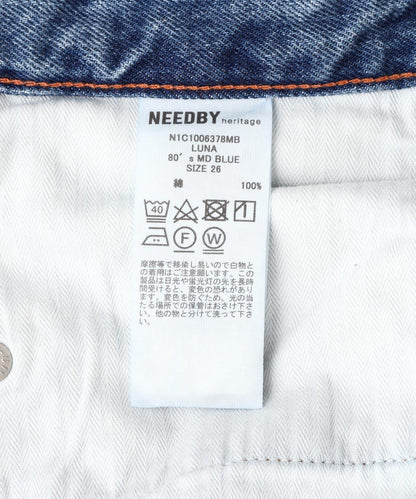 NEEDBY heritage
N1C1006378MB
LUNA
80's MD BLUE
SIZE 26
綿 100%
40
F W
摩擦等で移染し易いので白物と
の着用はご注意下さい。この
製品は日光や蛍光灯の光を長時
間受けると、変色の恐れがあり
ます。変色を防ぐため、光の当
たる場所での保管はおさけ下さ
い。他の物と分けて洗って下さ
い。